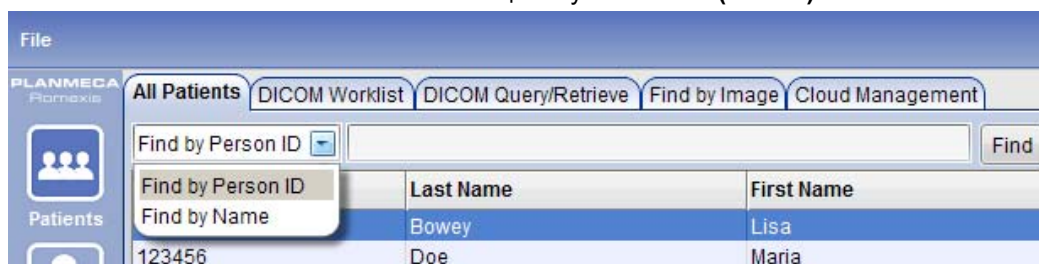 File
PLANMECA
Romexis
All Patients DICOM Worklist DICOM Query/Retrieve Find by Image Cloud Management
Find by Person ID Find
Find by Person ID Last Name First Name
Find by Name
Patients Bowey Lisa
123456 Doe Maria